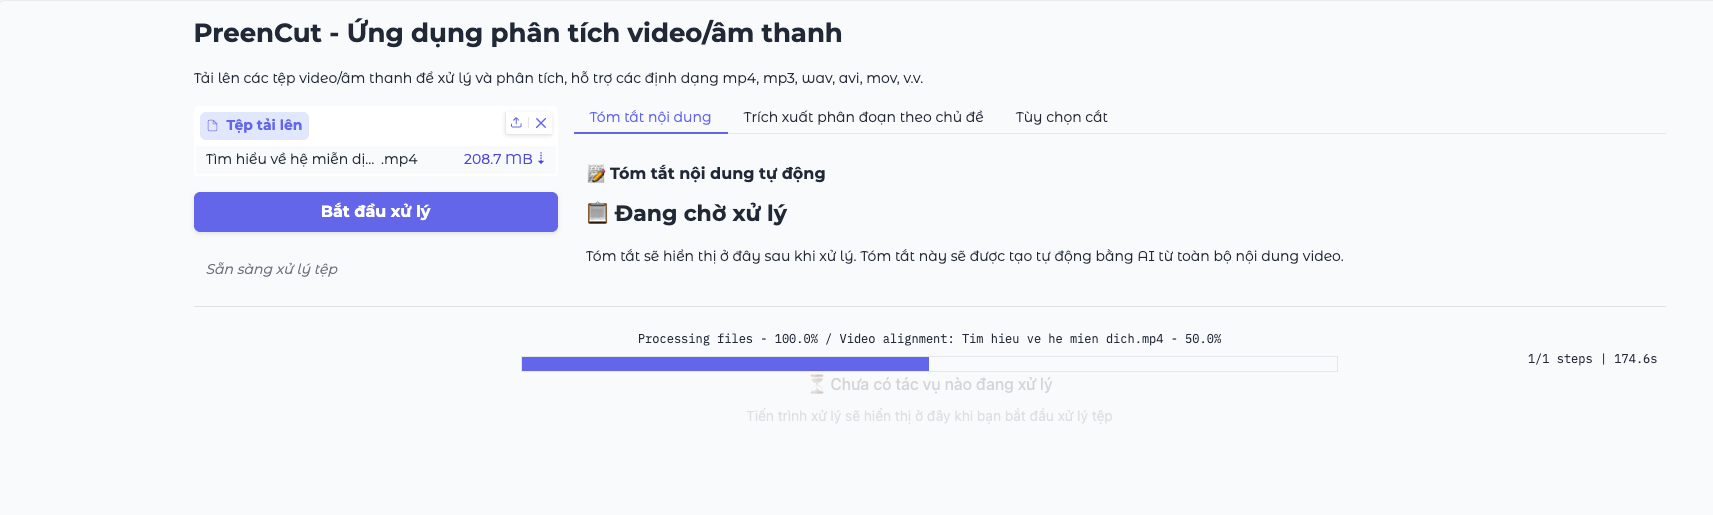 PreenCut - Ứng dụng phân tích video/âm thanh
Tải lên các tệp video/âm thanh để xử lý và phân tích, hỗ trợ các định dạng mp4, mp3, wav, avi, mov, v.v.
Tệp tải lên
Tìm hiểu về hệ miễn dị... .mp4 208.7 MB ⇣
Bắt đầu xử lý
Sẵn sàng xử lý tệp
Tóm tắt nội dung Trích xuất phân đoạn theo chủ đề Tùy chọn cắt
📝 Tóm tắt nội dung tự động
📋 Đang chờ xử lý
Tóm tắt sẽ hiển thị ở đây sau khi xử lý. Tóm tắt này sẽ được tạo tự động bằng AI từ toàn bộ nội dung video.
Processing files - 100.0% / Video alignment: Tim hieu ve he mien dich.mp4 - 50.0%
1/1 steps | 174.6s
⏳ Chưa có tác vụ nào đang xử lý
Tiến trình xử lý sẽ hiển thị ở đây khi bạn bắt đầu xử lý tệp